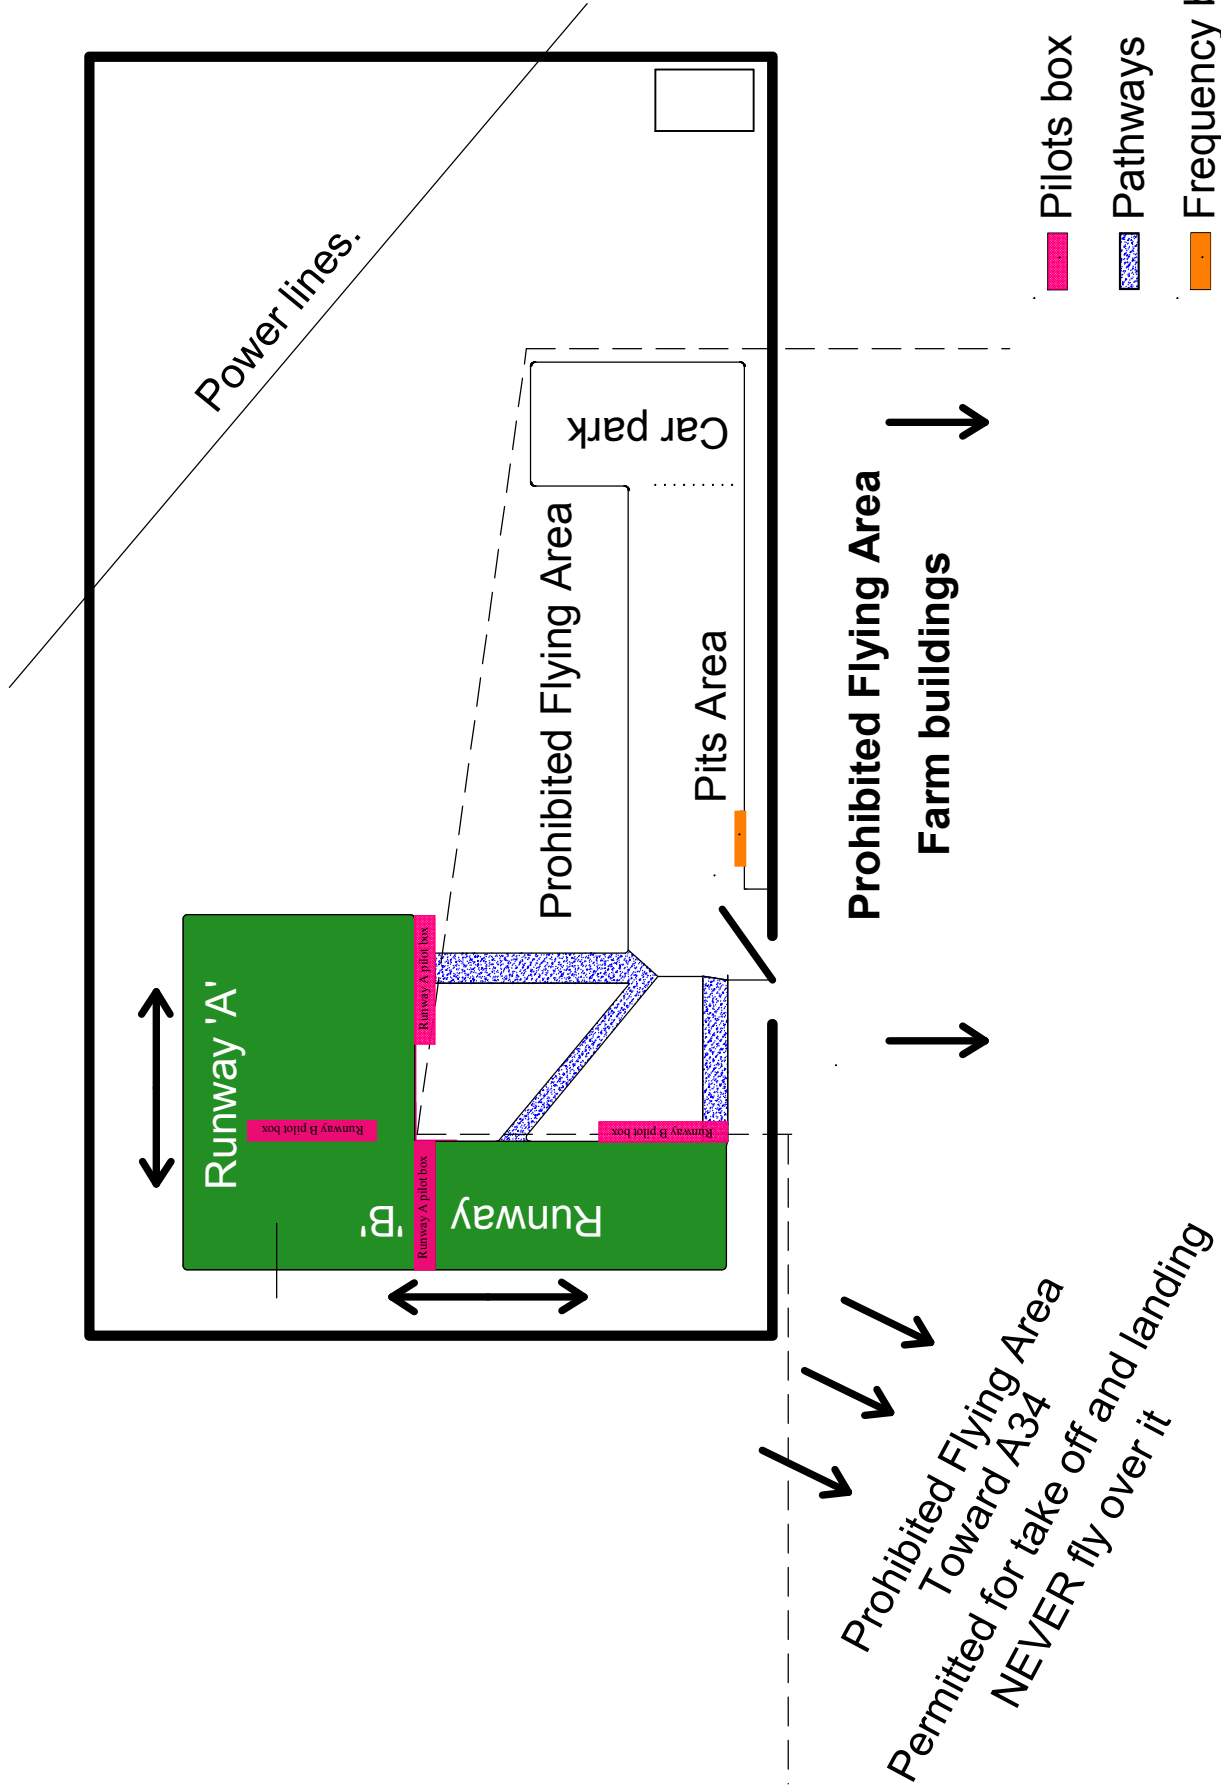 Power lines.
Car park
Prohibited Flying Area
Pits Area
Prohibited Flying Area
Farm buildings
Runway 'A'
Runway A pilot box
Runway B pilot box
Runway B pilot box
Runway A pilot box
Runway
'B'
Prohibited Flying Area
Toward A34
Permitted for take off and landing
NEVER fly over it
Pilots box
Pathways
Frequency